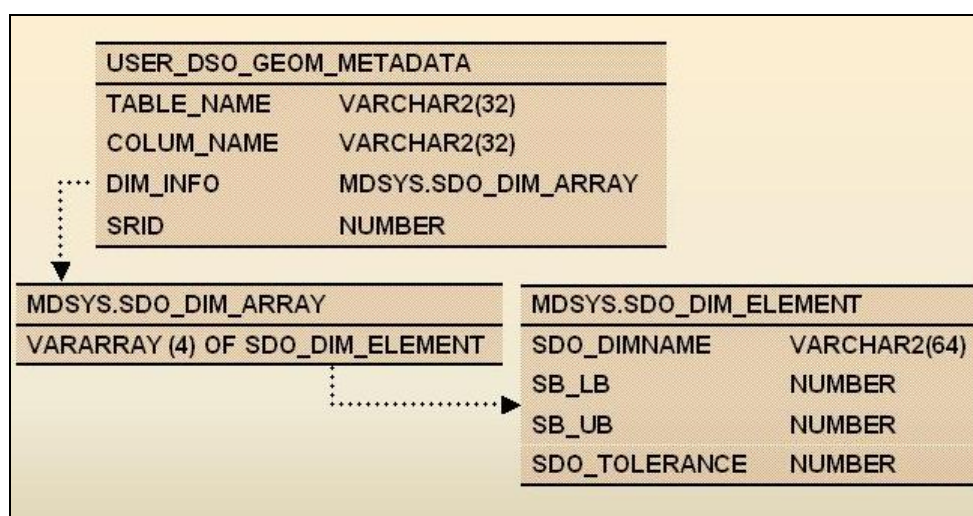 USER_DSO_GEOM_METADATA
TABLE_NAME VARCHAR2(32)
COLUM_NAME VARCHAR2(32)
DIM_INFO MDSYS.SDO_DIM_ARRAY
SRID NUMBER
MDSYS.SDO_DIM_ARRAY
VARARRAY (4) OF SDO_DIM_ELEMENT
MDSYS.SDO_DIM_ELEMENT
SDO_DIMNAME VARCHAR2(64)
SB_LB NUMBER
SB_UB NUMBER
SDO_TOLERANCE NUMBER